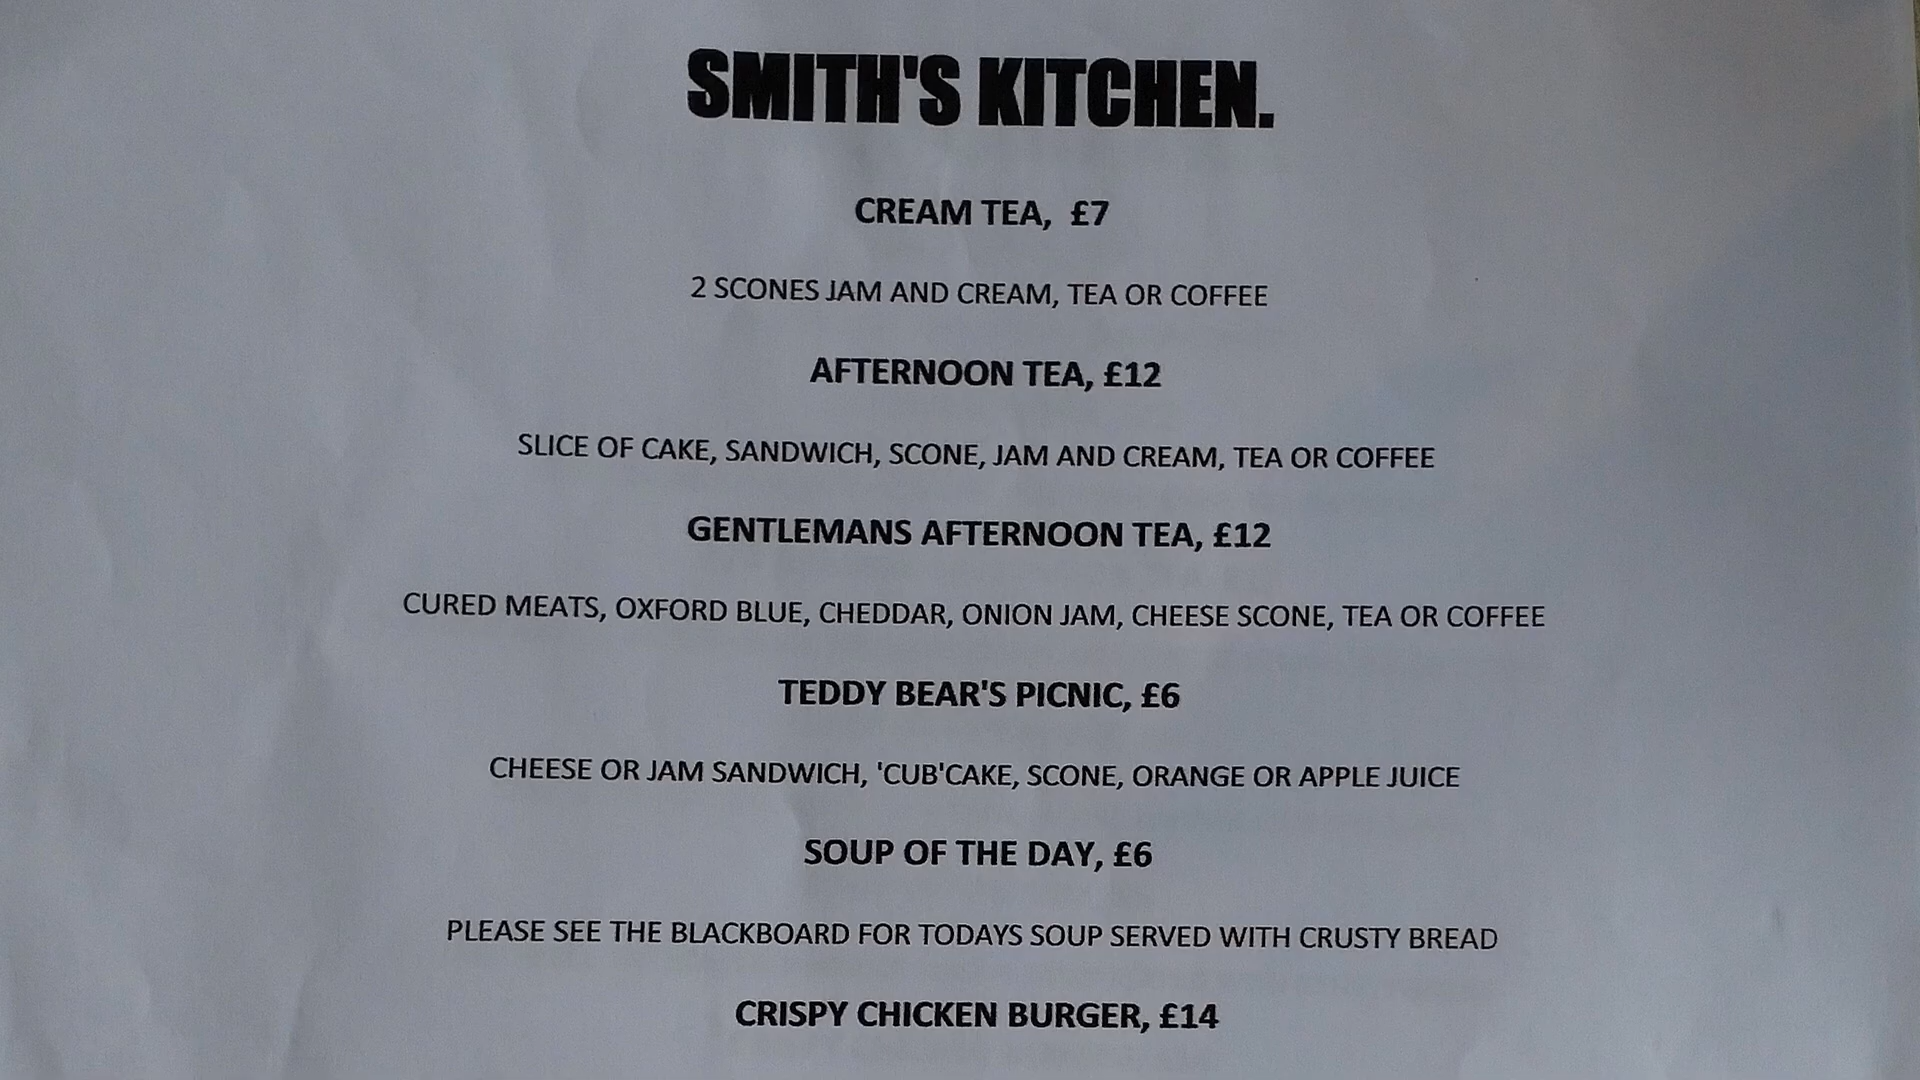 SMITH'S KITCHEN.
CREAM TEA,  £7
2 SCONES JAM AND CREAM, TEA OR COFFEE
AFTERNOON TEA, £12
SLICE OF CAKE, SANDWICH, SCONE, JAM AND CREAM, TEA OR COFFEE
GENTLEMANS AFTERNOON TEA, £12
CURED MEATS, OXFORD BLUE, CHEDDAR, ONION JAM, CHEESE SCONE, TEA OR COFFEE
TEDDY BEAR'S PICNIC, £6
CHEESE OR JAM SANDWICH, 'CUB'CAKE, SCONE, ORANGE OR APPLE JUICE
SOUP OF THE DAY, £6
PLEASE SEE THE BLACKBOARD FOR TODAYS SOUP SERVED WITH CRUSTY BREAD
CRISPY CHICKEN BURGER, £14